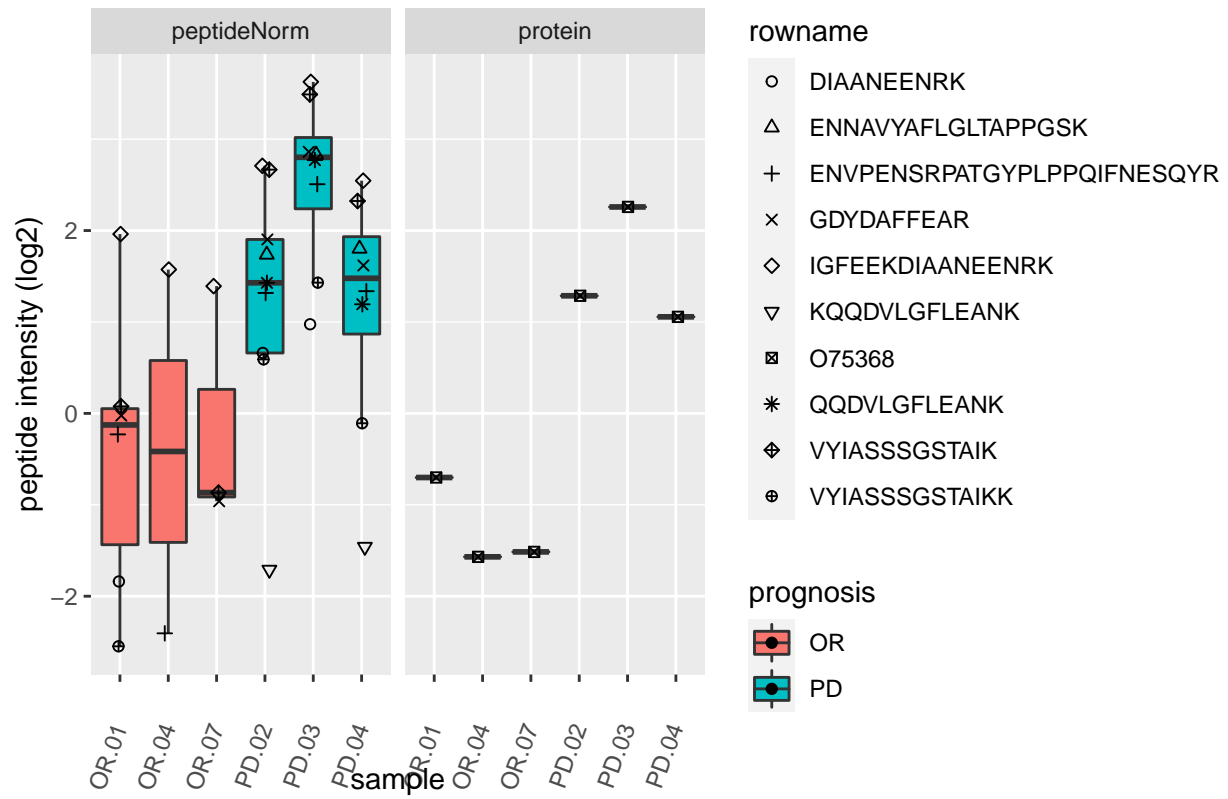 peptideNorm
protein
peptide intensity (log2)
2
0
−2
OR.01
OR.04
OR.07
PD.02
PD.03
PD.04
OR.01
OR.04
OR.07
PD.02
PD.03
PD.04
sample
rowname
DIAANEENRK
ENNAVYAFLGLTAPPGSK
ENVPENSRPATGYPLPPQIFNESQYR
GDYDAFFEAR
IGFEEKDIAANEENRK
KQQDVLGFLEANK
O75368
QQDVLGFLEANK
VYIASSSGSTAIK
VYIASSSGSTAIKK
prognosis
OR
PD